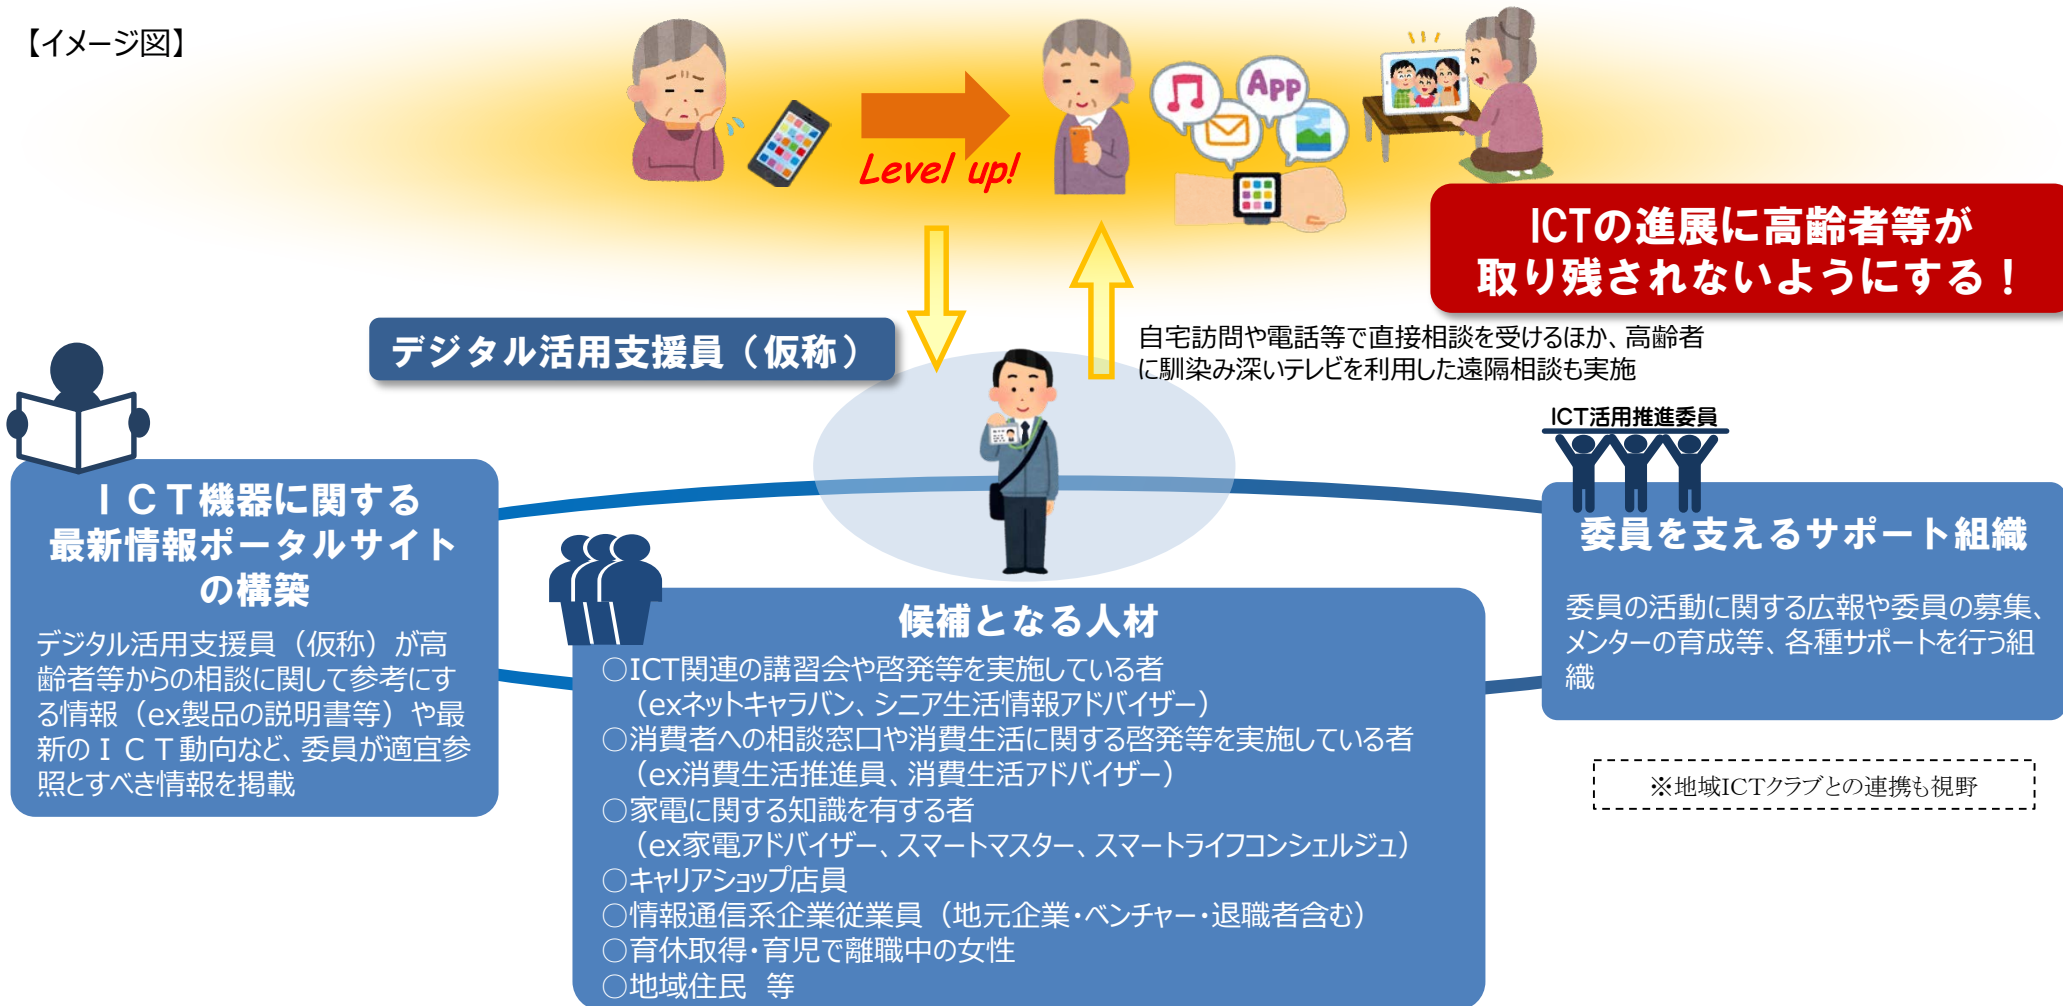 【イメージ図】
App
Level up!
ICTの進展に高齢者等が
取り残されないようにする！
デジタル活用支援員（仮称）
自宅訪問や電話等で直接相談を受けるほか、高齢者
に馴染み深いテレビを利用した遠隔相談も実施
ICT活用推進委員
ＩＣＴ機器に関する
最新情報ポータルサイト
の構築
デジタル活用支援員（仮称）が高
齢者等からの相談に関して参考にす
る情報（ex製品の説明書等）や最
新のＩＣＴ動向など、委員が適宜参
照とすべき情報を掲載
候補となる人材
○ICT関連の講習会や啓発等を実施している者
（exネットキャラバン、シニア生活情報アドバイザー）
○消費者への相談窓口や消費生活に関する啓発等を実施している者
（ex消費生活推進員、消費生活アドバイザー）
○家電に関する知識を有する者
（ex家電アドバイザー、スマートマスター、スマートライフコンシェルジュ）
○キャリアショップ店員
○情報通信系企業従業員（地元企業・ベンチャー・退職者含む）
○育休取得・育児で離職中の女性
○地域住民　等
委員を支えるサポート組織
委員の活動に関する広報や委員の募集、
メンターの育成等、各種サポートを行う組
織
※地域ICTクラブとの連携も視野